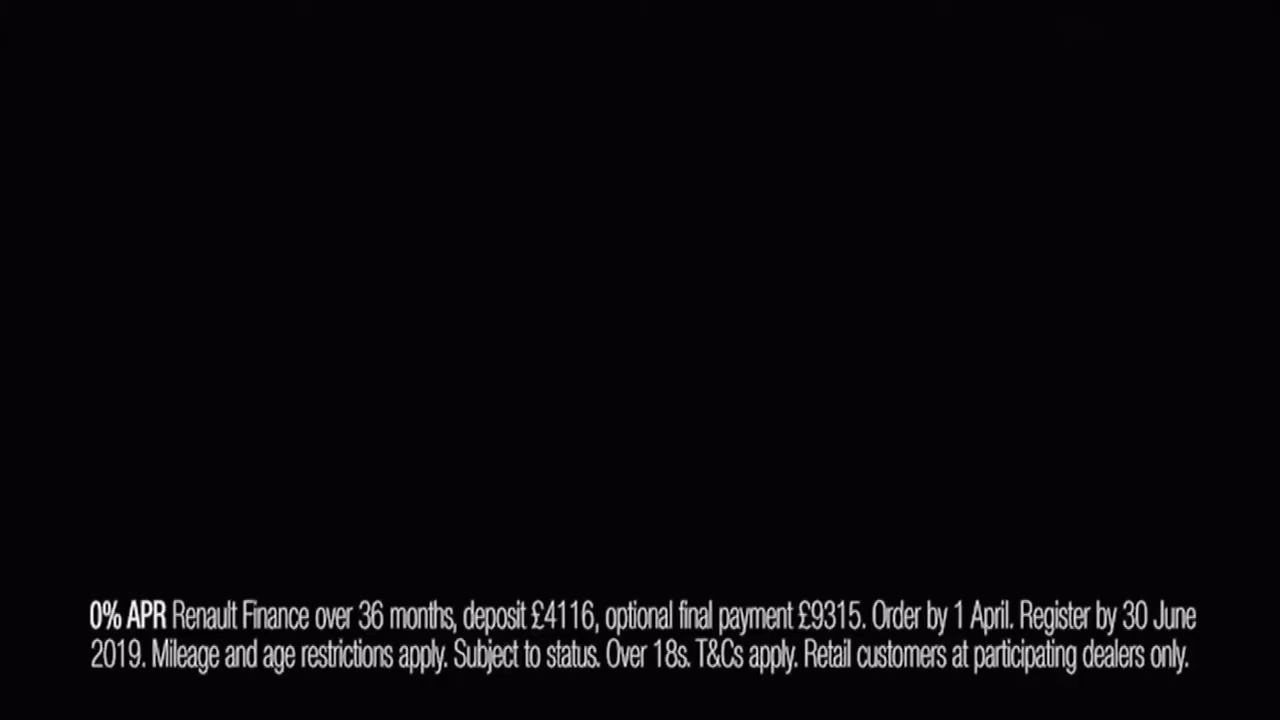 0% APR Renault Finance over 36 months, deposit £4116, optional final payment £9315. Order by 1 April. Register by 30 June
2019. Mileage and age restrictions apply. Subject to status. Over 18s. T&Cs apply. Retail customers at participating dealers only.